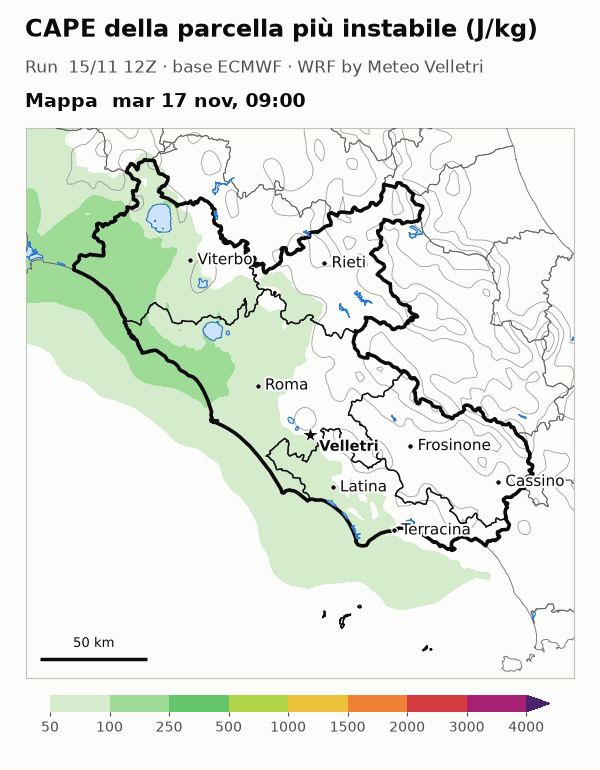 CAPE della parcella più instabile (J/kg)
Run  15/11 12Z · base ECMWF · WRF by Meteo Velletri
Mappa  mar 17 nov, 09:00
Viterbo
Rieti
Roma
Velletri
Frosinone
Cassino
Latina
Terracina
50 km
50 100 250 500 1000 1500 2000 3000 4000